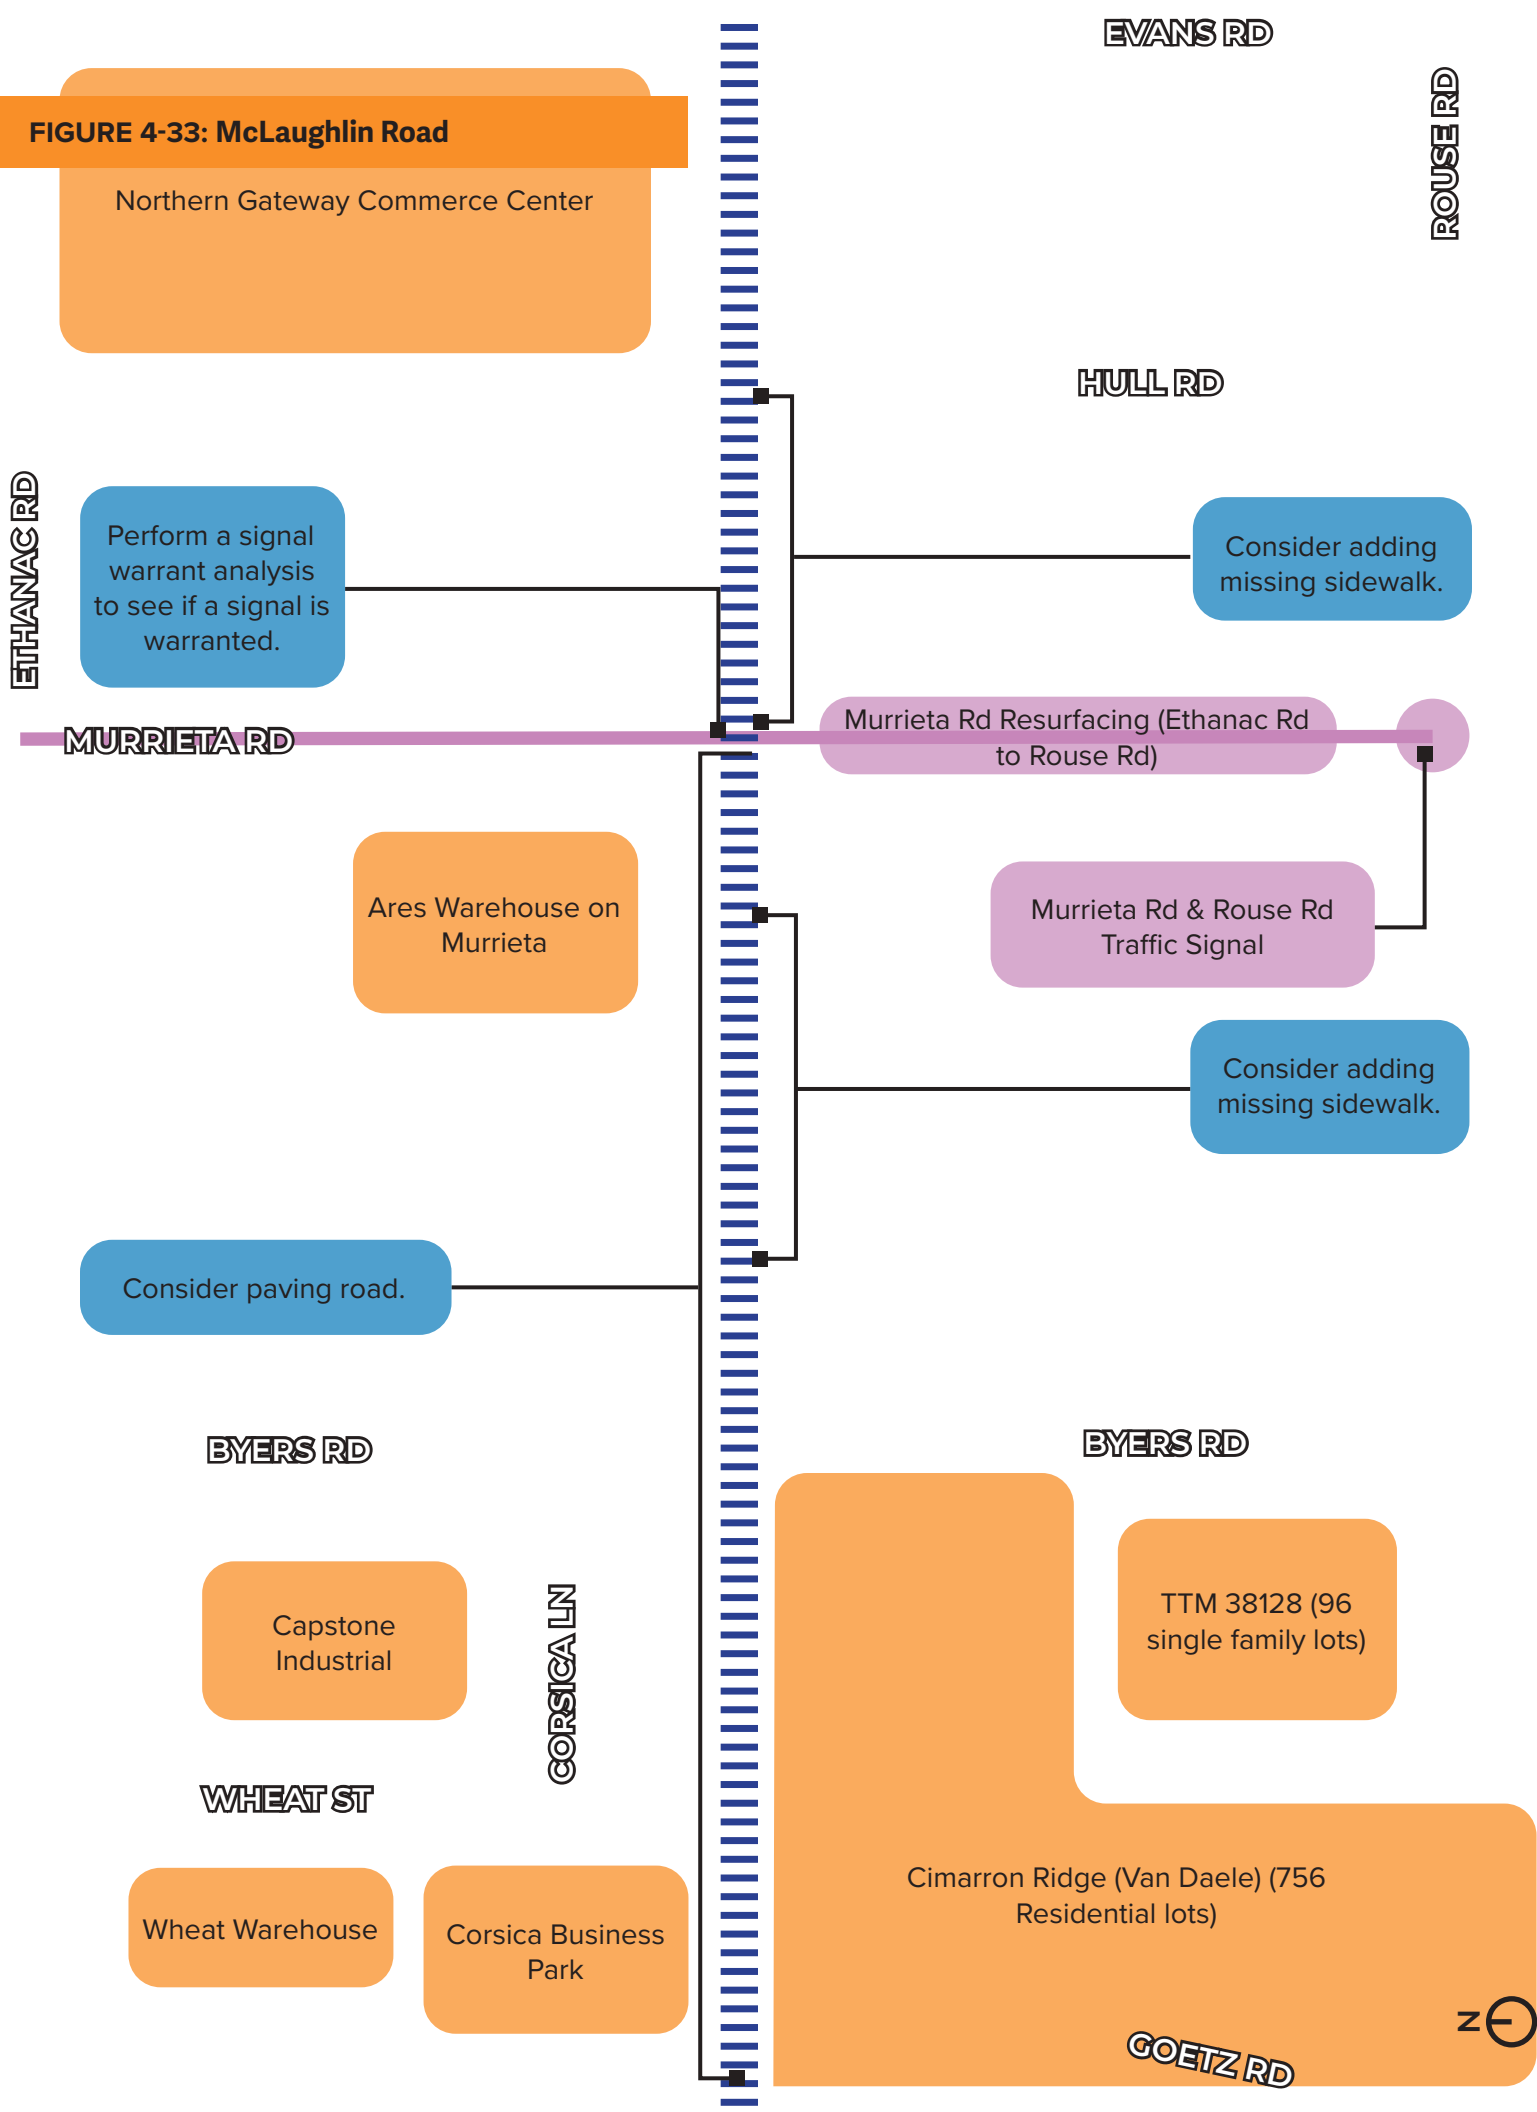 EVANS RD
ROUSE RD
FIGURE 4-33: McLaughlin Road
Northern Gateway Commerce Center
HULL RD
ETHANAC RD
Perform a signal
warrant analysis
to see if a signal is
warranted.
Consider adding
missing sidewalk.
MURRIETA RD
Murrieta Rd Resurfacing (Ethanac Rd
to Rouse Rd)
Ares Warehouse on
Murrieta
Murrieta Rd & Rouse Rd
Traffic Signal
Consider adding
missing sidewalk.
Consider paving road.
BYERS RD
BYERS RD
Capstone
Industrial
CORSICA LN
TTM 38128 (96
single family lots)
WHEAT ST
Wheat Warehouse
Corsica Business
Park
Cimarron Ridge (Van Daele) (756
Residential lots)
N
GOETZ RD